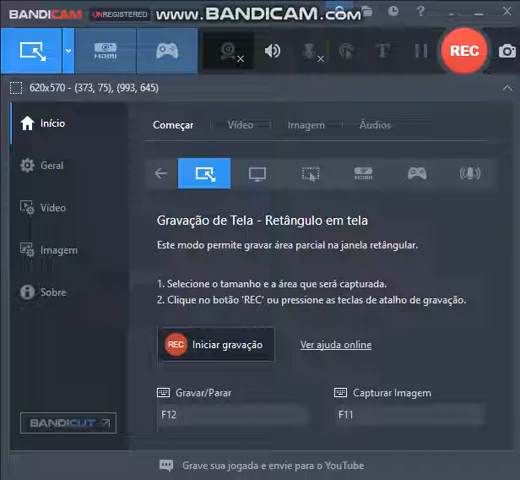 BANDICAM UNREGISTERED www.BANDICAM.com
HDMI
REC
620x570 - (373, 75), (993, 645)
Início
Geral
Vídeo
Imagem
Sobre
BANDICUT
Começar Vídeo Imagem Áudios
Gravação de Tela - Retângulo em tela
Este modo permite gravar área parcial na janela retângular.
1. Selecione o tamanho e a área que será capturada.
2. Clique no botão 'REC' ou pressione as teclas de atalho de gravação.
REC Iniciar gravação Ver ajuda online
Gravar/Parar Capturar Imagem
F12 F11
Grave sua jogada e envie para o YouTube